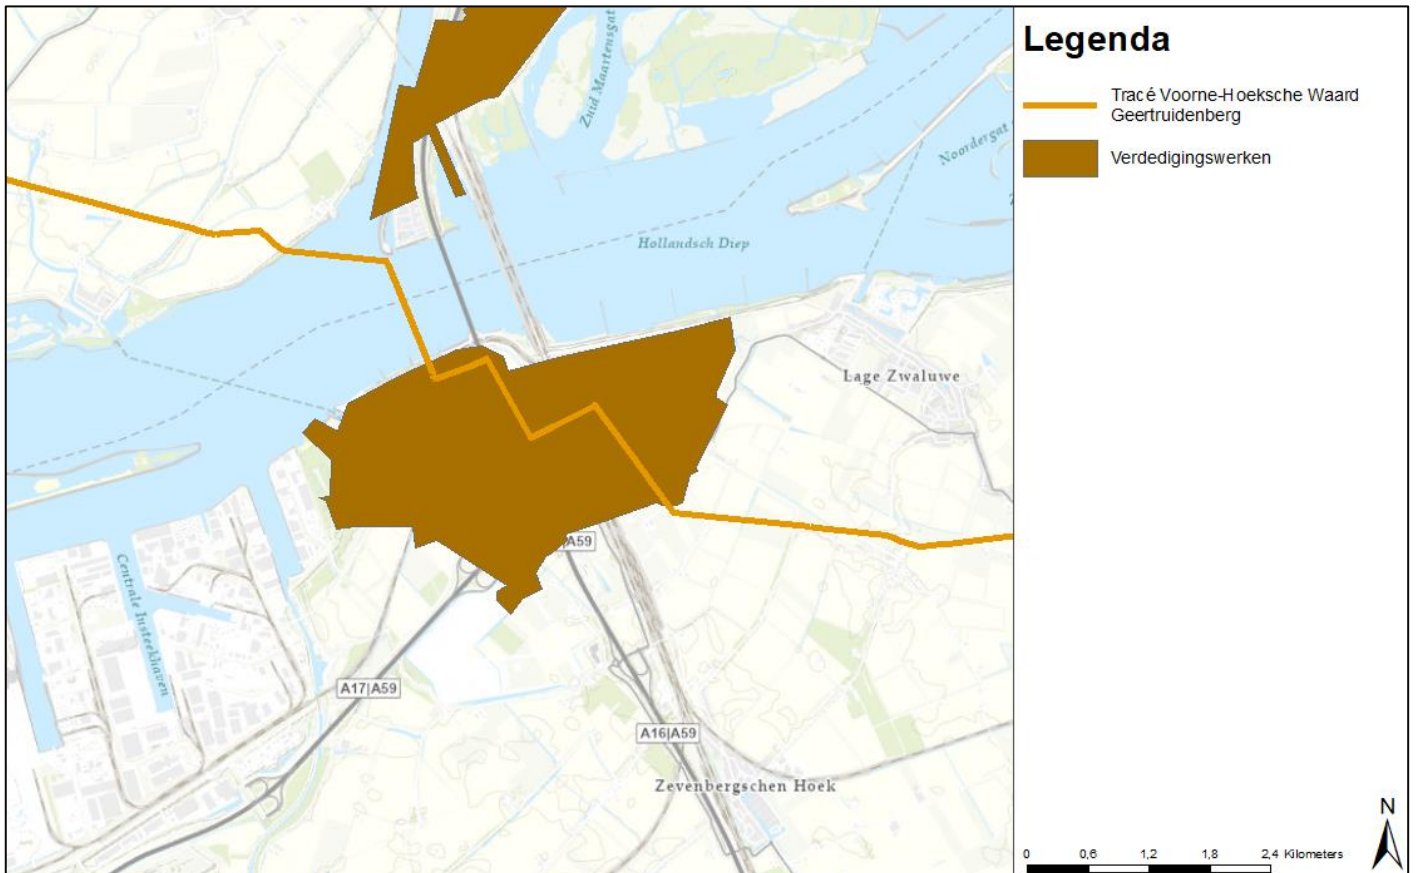 Legenda
Tracé Voorne-Hoeksche Waard
Geertruidenberg
Verdedigingswerken
Zuid Maartensgat
Noordergat
Hollandsch Diep
Lage Zwaluwe
A59
Centrale Insteekhaven
A17|A59
A16|A59
Zevenbergschen Hoek
N
0 0,6 1,2 1,8 2,4 Kilometers